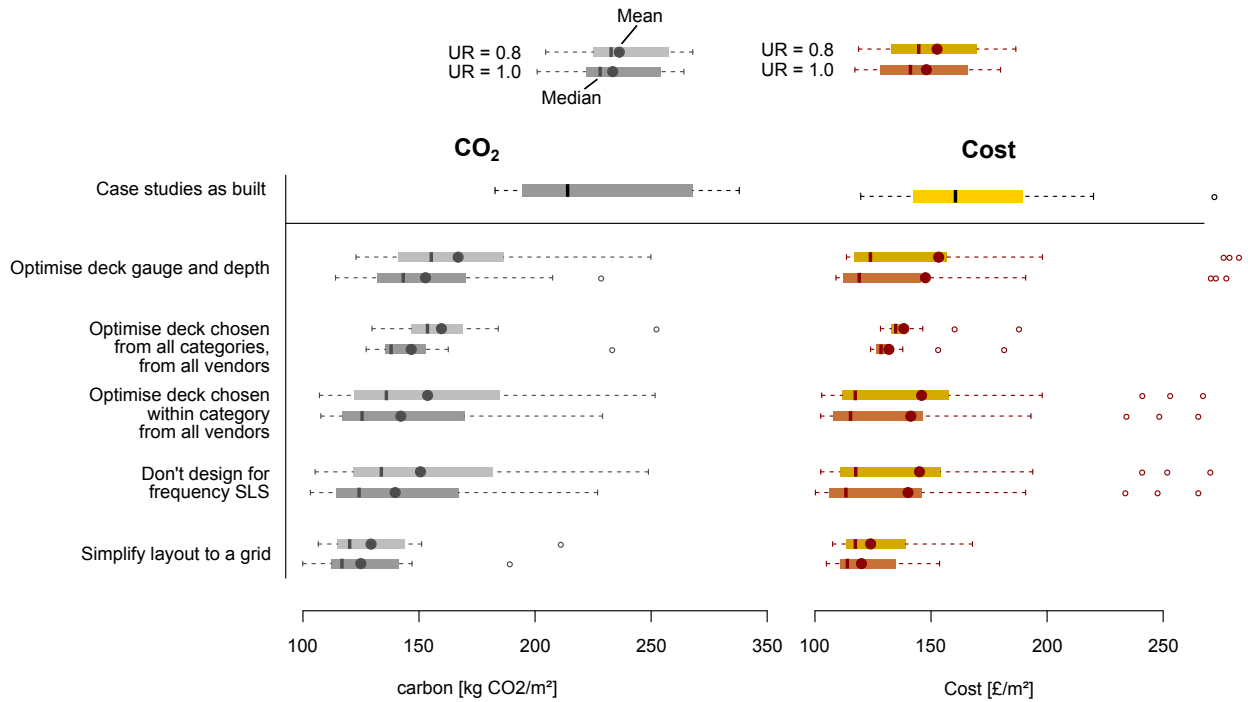 Mean
UR = 0.8
UR = 1.0
Median
UR = 0.8
UR = 1.0
CO₂
Cost
Case studies as built
Optimise deck gauge and depth
Optimise deck chosen
from all categories,
from all vendors
Optimise deck chosen
within category
from all vendors
Don't design for
frequency SLS
Simplify layout to a grid
100 150 200 250 350
100 150 200 250
carbon [kg CO2/m²]
Cost [£/m²]